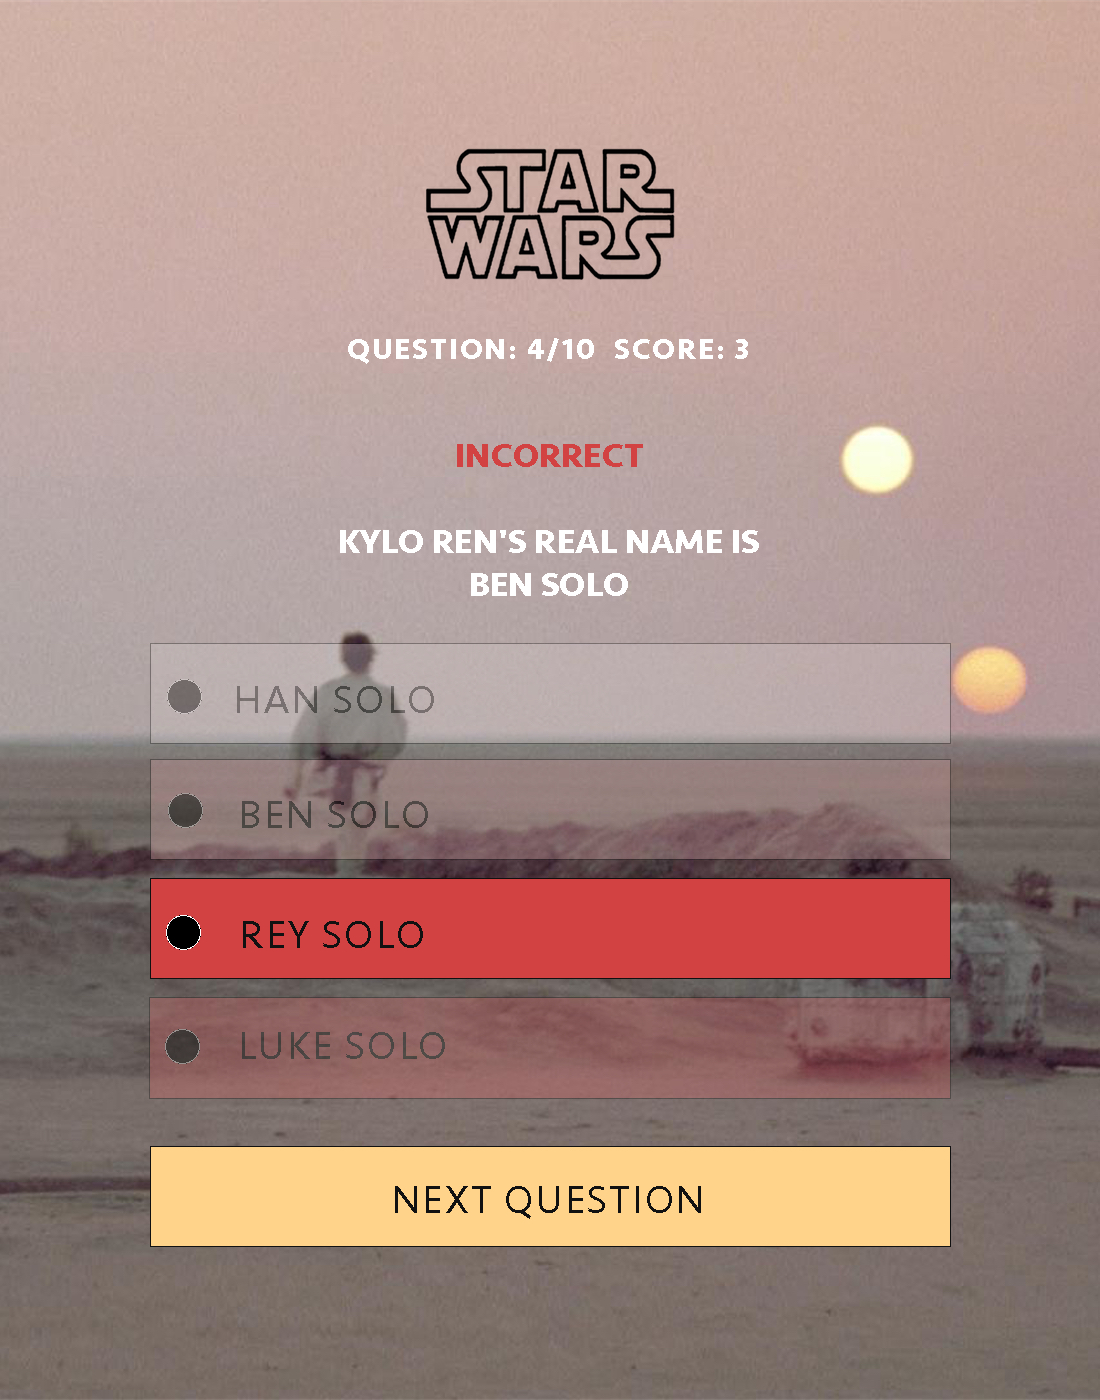 STAR
WARS
QUESTION: 4/10 SCORE: 3
INCORRECT
KYLO REN'S REAL NAME IS
BEN SOLO
HAN SOLO
BEN SOLO
REY SOLO
LUKE SOLO
NEXT QUESTION